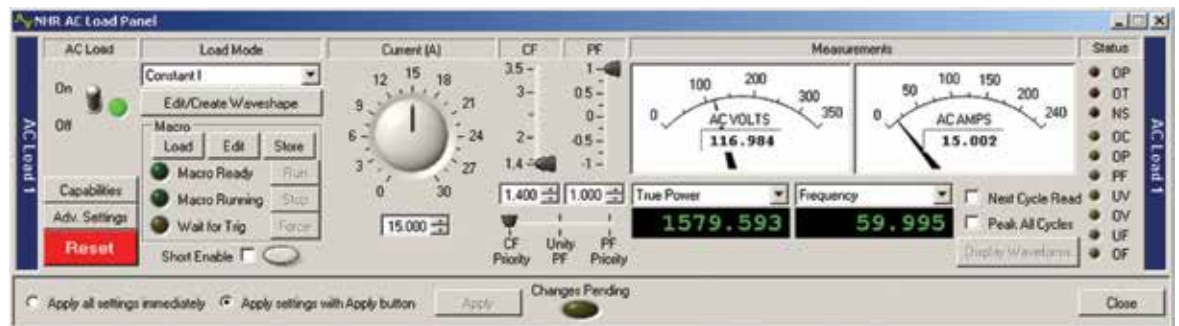 NHR AC Load Panel
AC Load 1
AC Load
On
Off
Capabilities
Adv. Settings
Reset
Load Mode
Constant I
Edit/Create Waveshape
Macro
Load Edit Store
Macro Ready Run
Macro Running Stop
Wait for Trig Force
Short Enable
Current (A)
0 3 6 9 12 15 18 21 24 27 30
15.000
CF
3.5
3
2
1.4
1.400
PF
1
0.5
0
-0.5
-1
1.000
CF Priority
Unity PF
PF Priority
Measurements
0 100 200 300 350
AC VOLTS
116.984
0 50 100 150 200 240
AC AMPS
15.002
True Power
1579.593
Frequency
59.995
Next Cycle Read
Peak All Cycles
Display Waveforms
Status
OP
OT
NS
OC
OP
PF
UV
OV
UF
OF
AC Load 1
Apply all settings immediately
Apply settings with Apply button
Apply
Changes Pending
Close